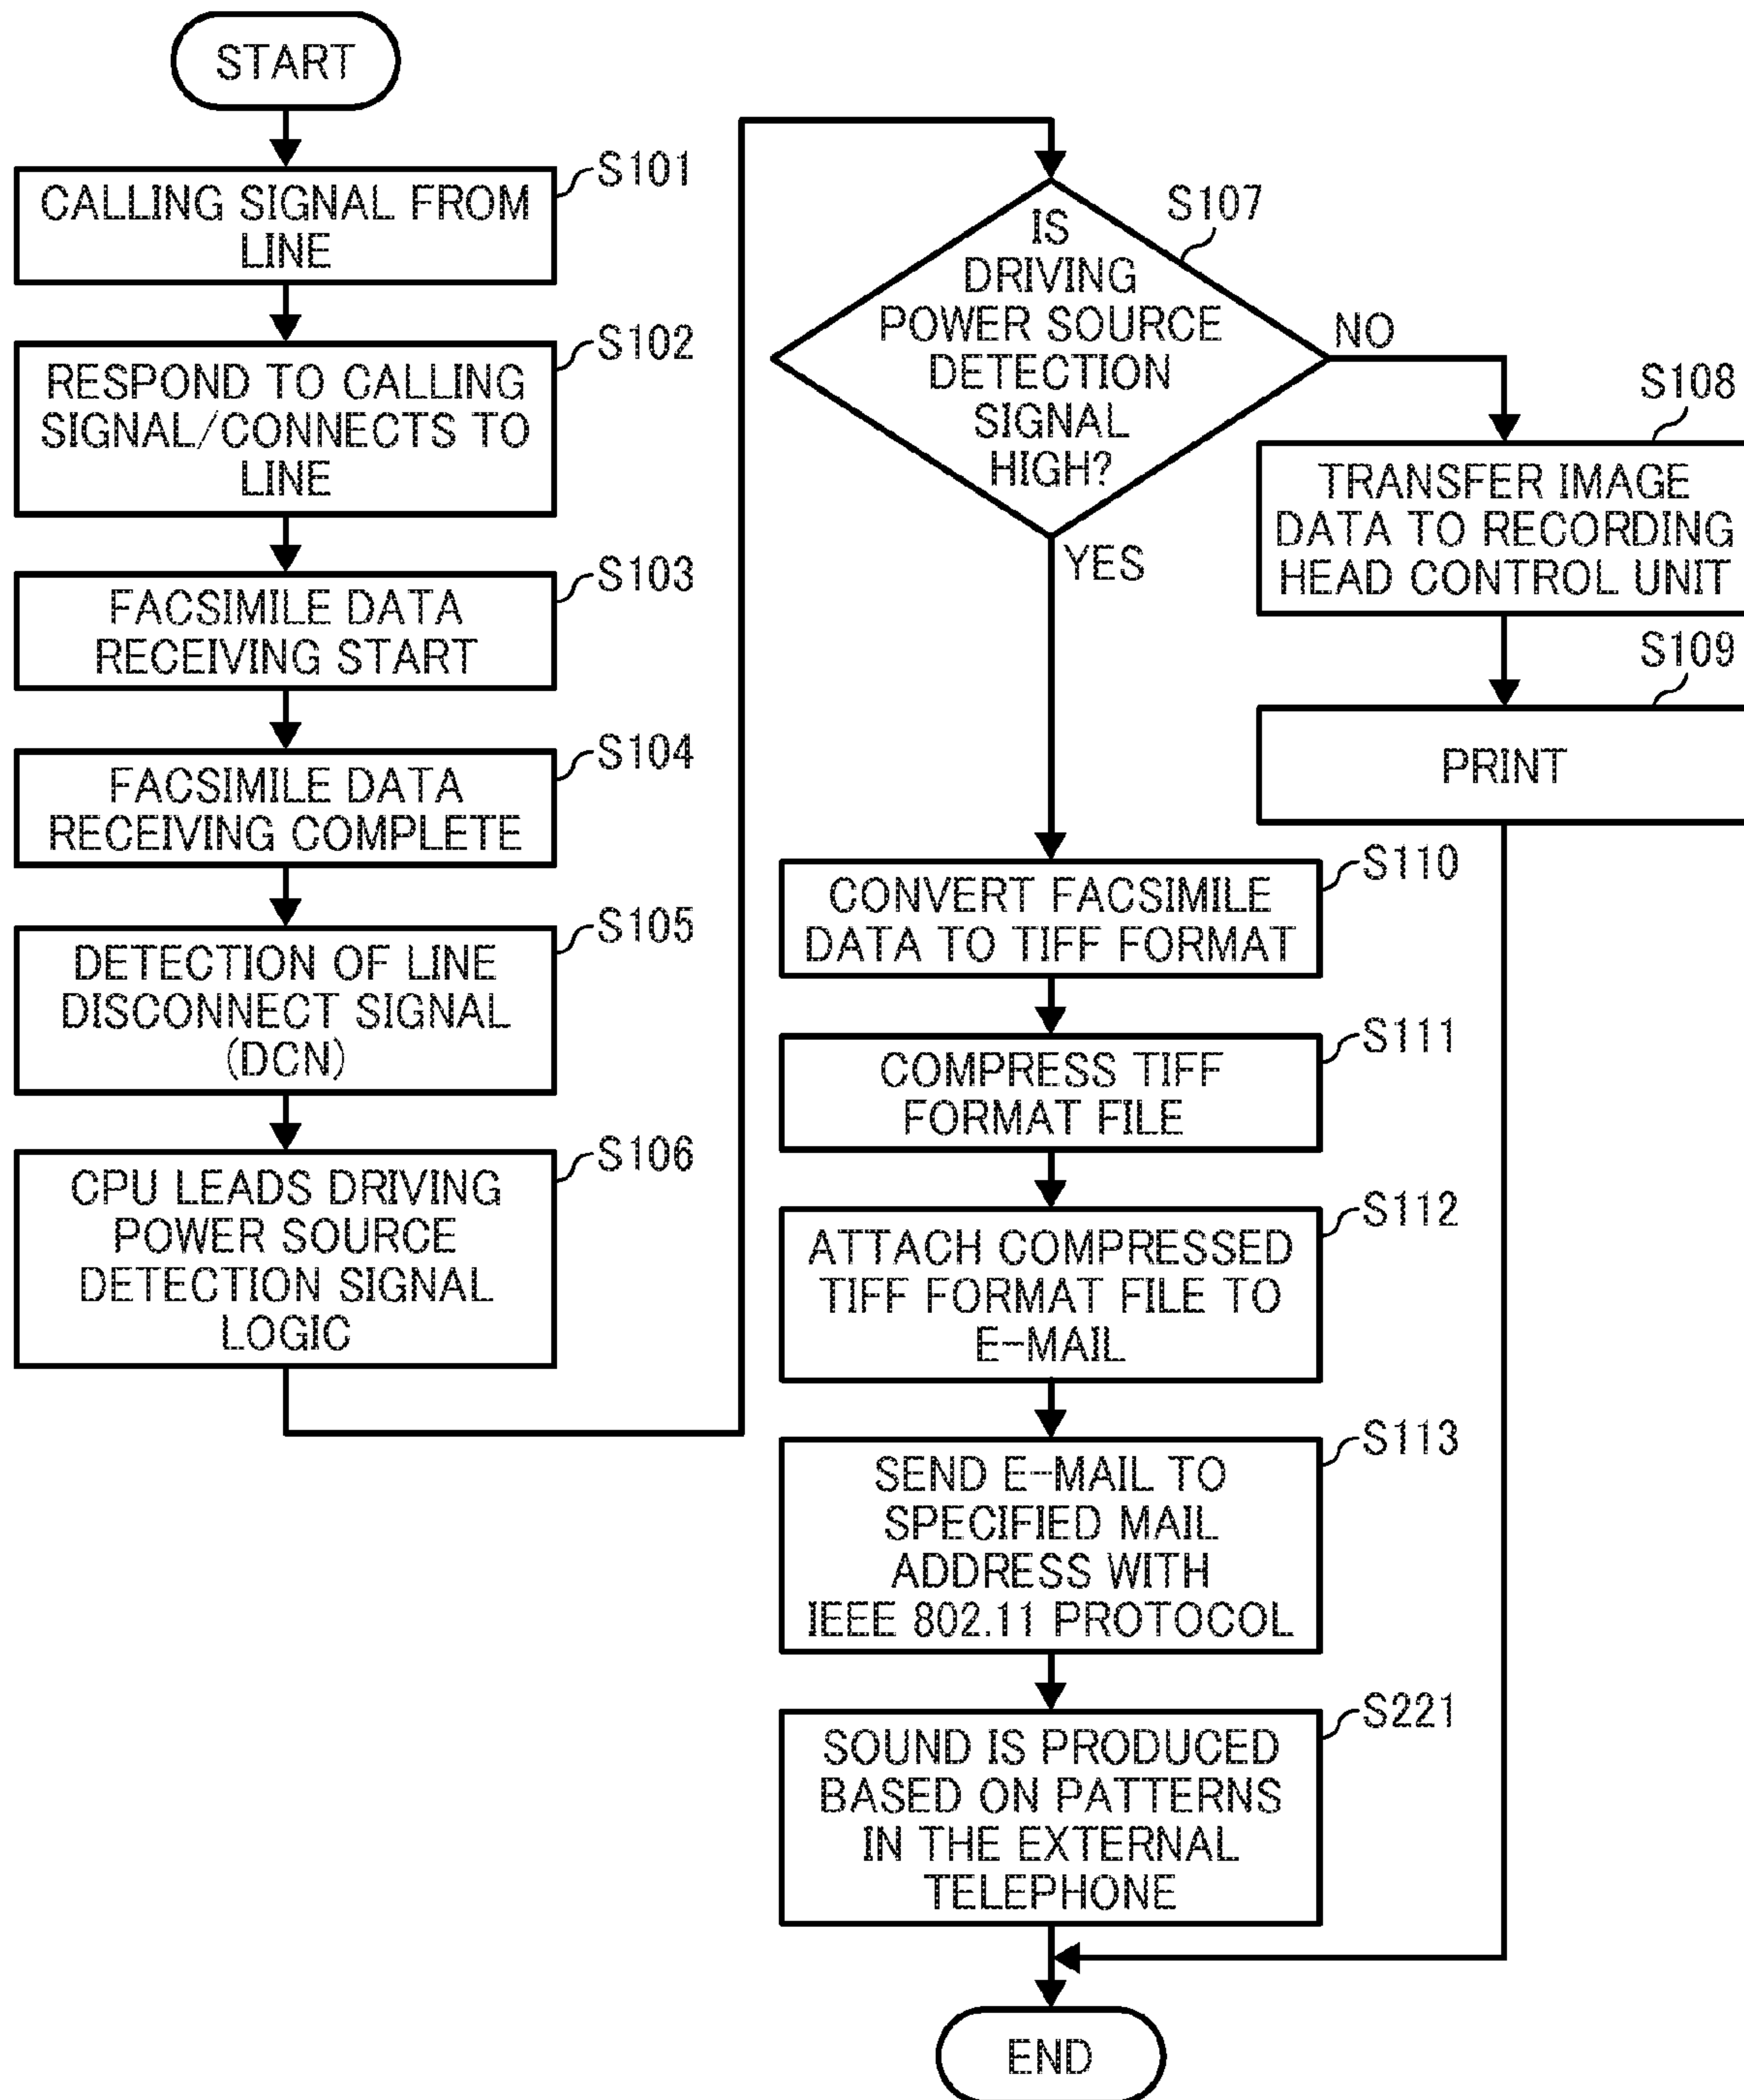 START
S101
CALLING SIGNAL FROM
LINE
S102
RESPOND TO CALLING
SIGNAL/CONNECTS TO
LINE
S103
FACSIMILE DATA
RECEIVING START
S104
FACSIMILE DATA
RECEIVING COMPLETE
S105
DETECTION OF LINE
DISCONNECT SIGNAL
(DCN)
S106
CPU LEADS DRIVING
POWER SOURCE
DETECTION SIGNAL
LOGIC
S107
IS
DRIVING
POWER SOURCE
DETECTION
SIGNAL
HIGH?
NO
YES
S108
TRANSFER IMAGE
DATA TO RECORDING
HEAD CONTROL UNIT
S109
PRINT
S110
CONVERT FACSIMILE
DATA TO TIFF FORMAT
S111
COMPRESS TIFF
FORMAT FILE
S112
ATTACH COMPRESSED
TIFF FORMAT FILE TO
E-MAIL
S113
SEND E-MAIL TO
SPECIFIED MAIL
ADDRESS WITH
IEEE 802.11 PROTOCOL
S221
SOUND IS PRODUCED
BASED ON PATTERNS
IN THE EXTERNAL
TELEPHONE
END